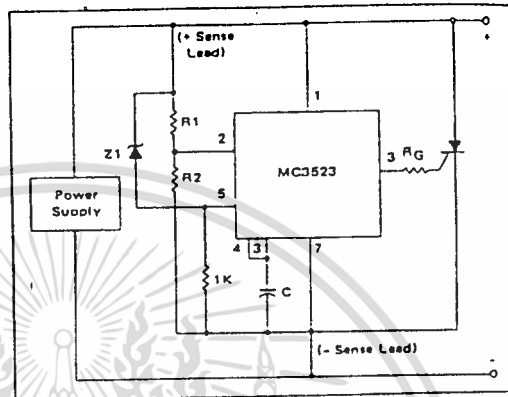 (+ Sense
Lead)
+
1
R1
2
MC3523
3
RG
Z1
R2
Power
Supply
5
4
3
7
1K
C
(- Sense Lead)
-